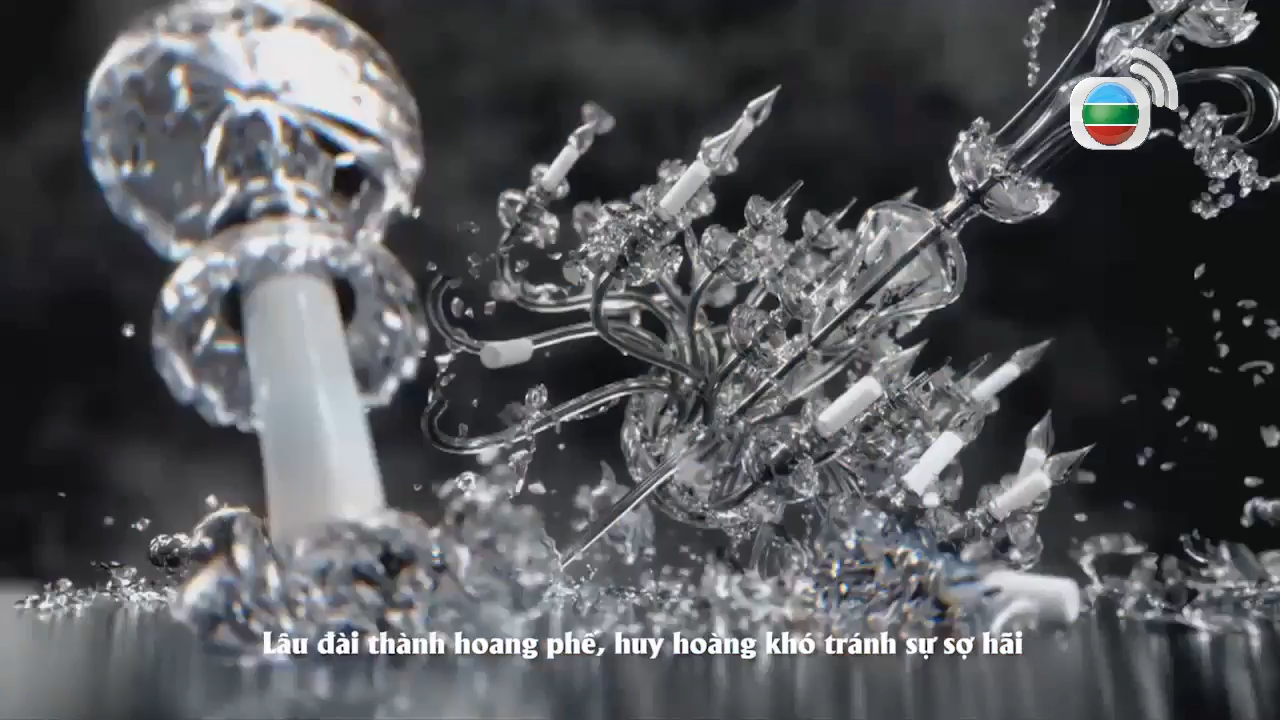 Lâu đài thành hoang phế, huy hoàng khó tránh sự sợ hãi